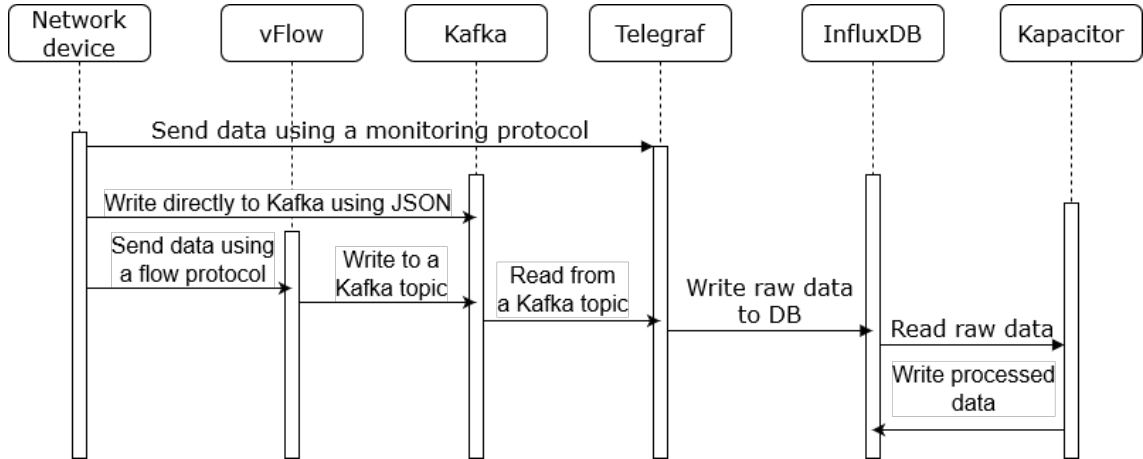 Network
device
vFlow
Kafka
Telegraf
InfluxDB
Kapacitor
Send data using a monitoring protocol
Write directly to Kafka using JSON
Send data using
a flow protocol
Write to a
Kafka topic
Read from
a Kafka topic
Write raw data
to DB
Read raw data
Write processed
data